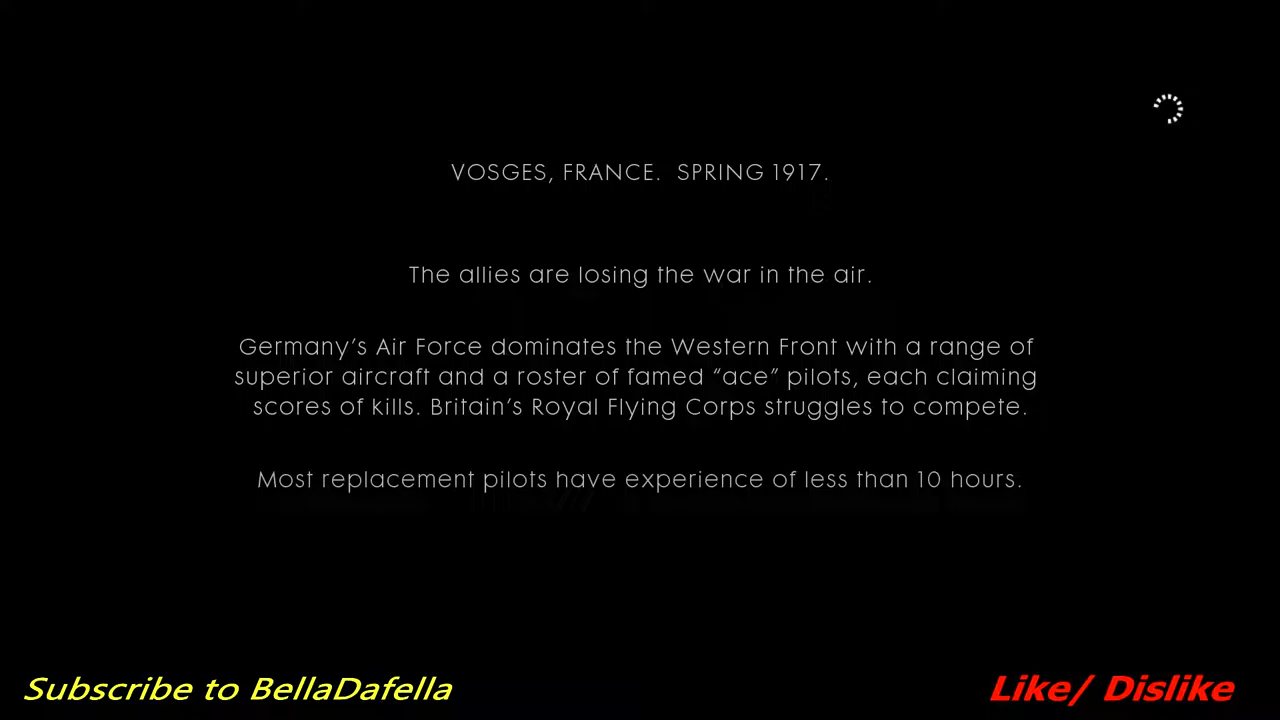 VOSGES, FRANCE. SPRING 1917.
The allies are losing the war in the air.
Germany’s Air Force dominates the Western Front with a range of
superior aircraft and a roster of famed “ace” pilots, each claiming
scores of kills. Britain’s Royal Flying Corps struggles to compete.
Most replacement pilots have experience of less than 10 hours.
Subscribe to BellaDafella
Like/ Dislike